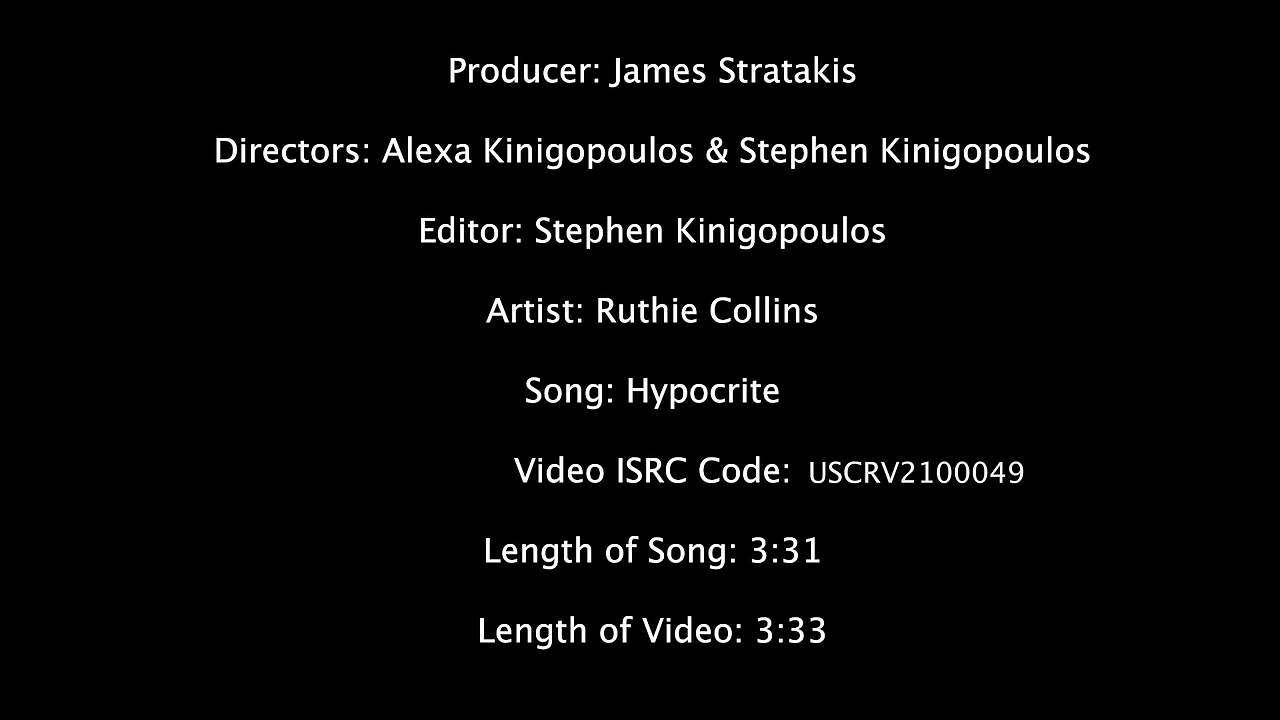 Producer: James Stratakis
Directors: Alexa Kinigopoulos & Stephen Kinigopoulos
Editor: Stephen Kinigopoulos
Artist: Ruthie Collins
Song: Hypocrite
Video ISRC Code: USCRV2100049
Length of Song: 3:31
Length of Video: 3:33